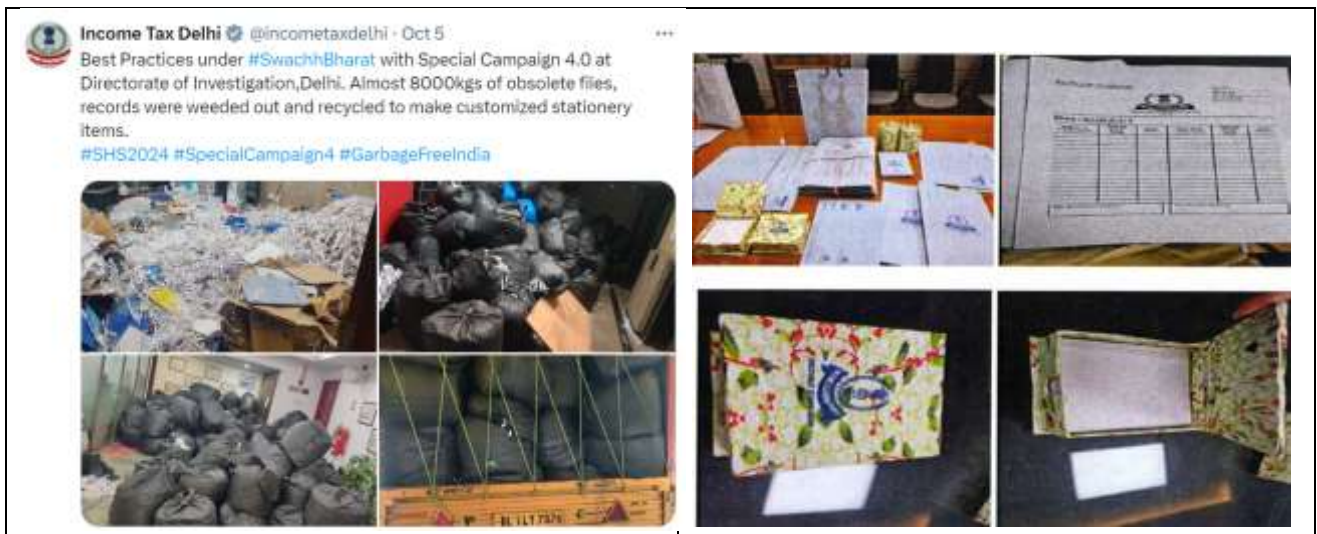 Income Tax Delhi @incometaxdelhi · Oct 5
Best Practices under #SwachhBharat with Special Campaign 4.0 at
Directorate of Investigation,Delhi. Almost 8000kgs of obsolete files,
records were weeded out and recycled to make customized stationery
items.
#SHS2024 #SpecialCampaign4 #GarbageFreeIndia